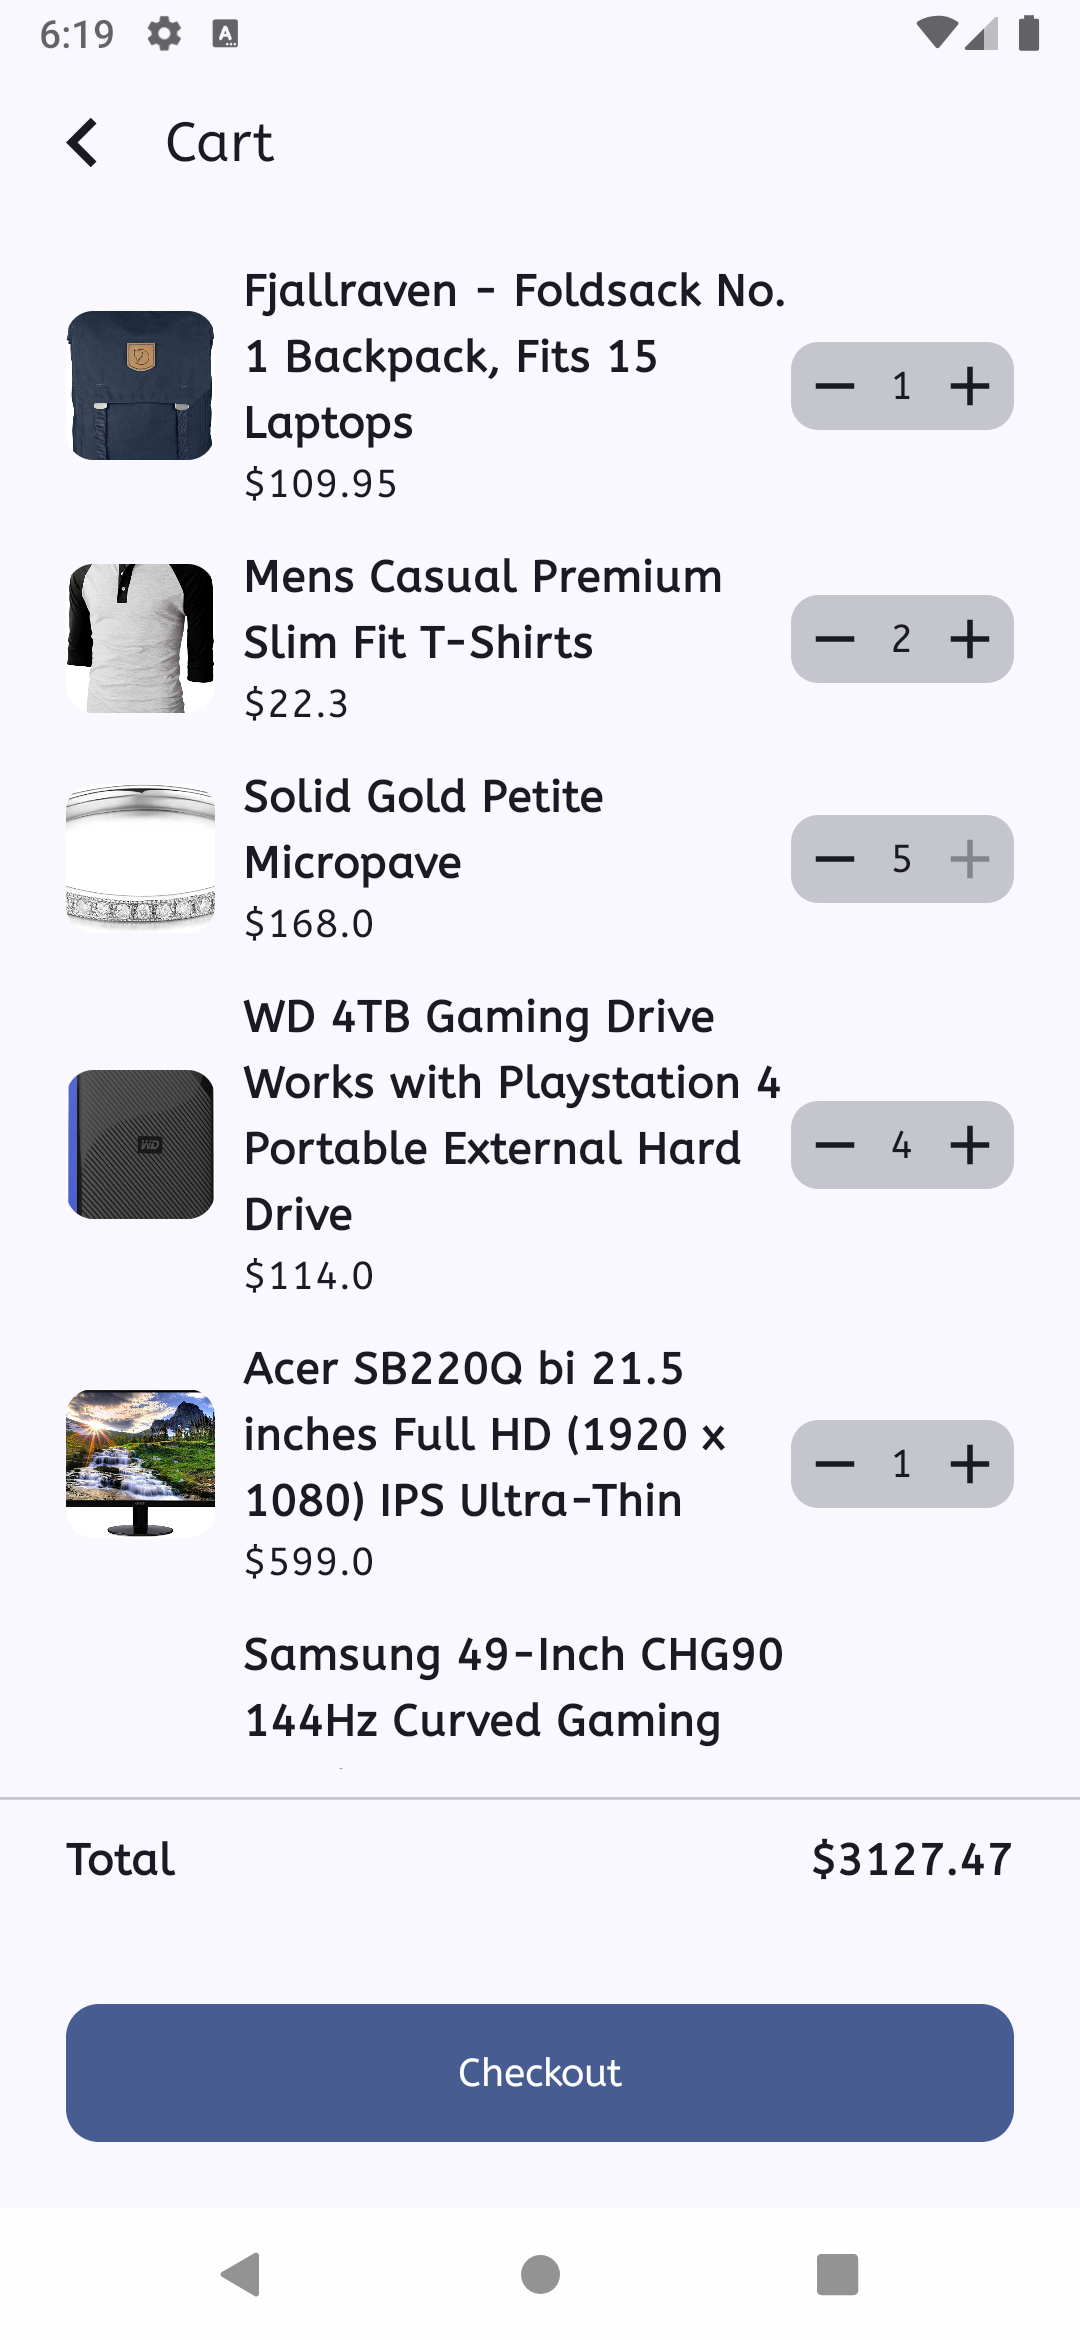 6:19
A
Cart
Fjallraven - Foldsack No.
1 Backpack, Fits 15
Laptops
$109.95
1
Mens Casual Premium
Slim Fit T-Shirts
$22.3
2
Solid Gold Petite
Micropave
$168.0
5
WD 4TB Gaming Drive
Works with Playstation 4
Portable External Hard
Drive
$114.0
WD
4
Acer SB220Q bi 21.5
inches Full HD (1920 x
1080) IPS Ultra-Thin
$599.0
1
Samsung 49-Inch CHG90
144Hz Curved Gaming
Total
$3127.47
Checkout